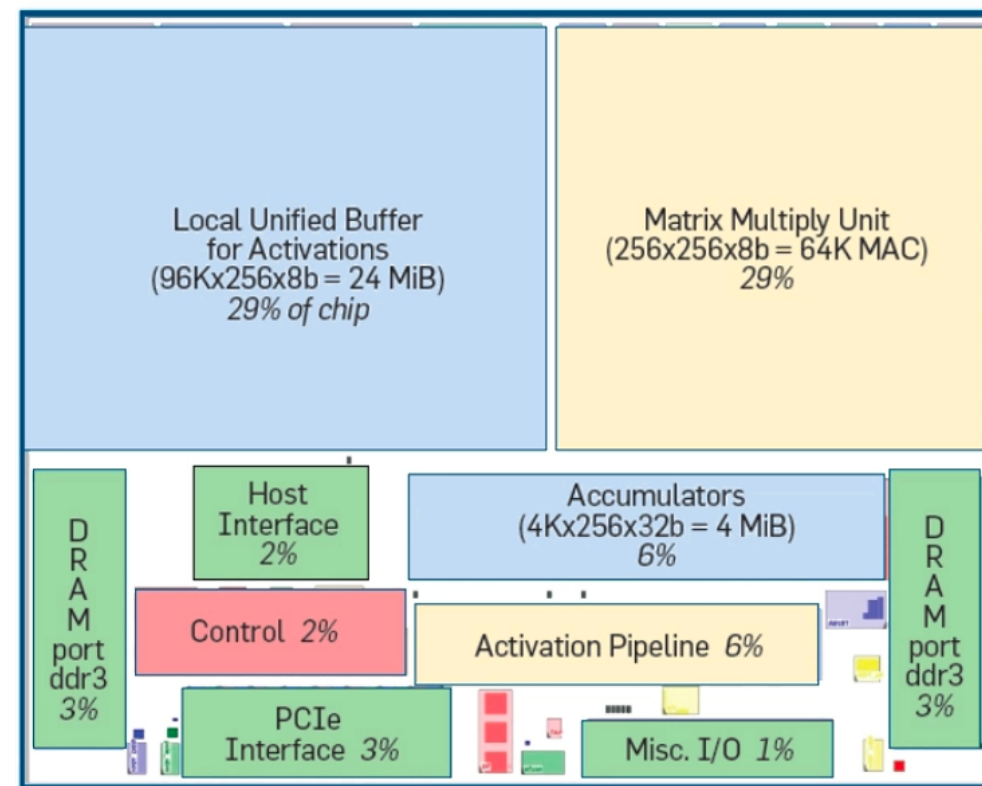 Local Unified Buffer
for Activations
(96Kx256x8b = 24 MiB)
29% of chip
Matrix Multiply Unit
(256x256x8b = 64K MAC)
29%
D
R
A
M
port
ddr3
3%
Host
Interface
2%
Accumulators
(4Kx256x32b = 4 MiB)
6%
D
R
A
M
port
ddr3
3%
Control 2%
Activation Pipeline 6%
PCIe
Interface 3%
Misc. I/O 1%